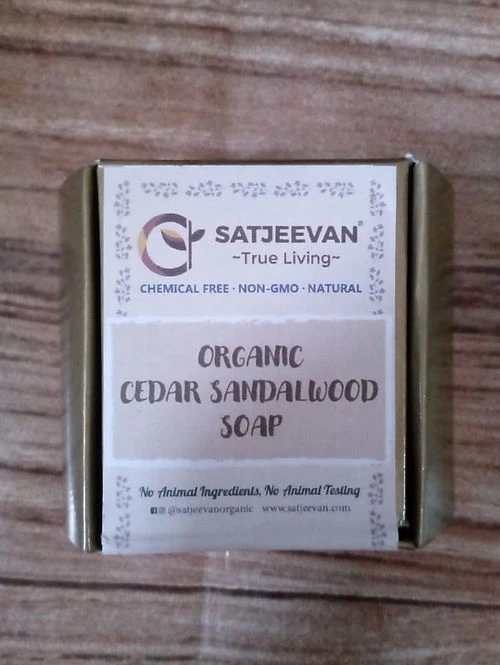 SATJEEVAN®
~True Living~
CHEMICAL FREE · NON-GMO · NATURAL
ORGANIC
CEDAR SANDALWOOD
SOAP
No Animal Ingredients, No Animal Testing
@satjeevanorganic www.satjeevan.com